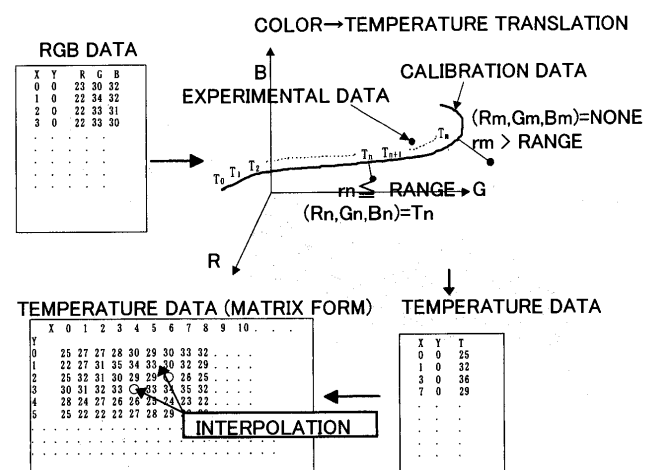 COLOR→TEMPERATURE TRANSLATION
RGB DATA
X Y R G B
0 0 23 30 32
1 0 22 34 32
2 0 22 33 31
3 0 22 33 30
B
CALIBRATION DATA
EXPERIMENTAL DATA
(Rm,Gm,Bm)=NONE
rm > RANGE
T0 T1 T2 Tn Tn+1
rn≦ RANGE
G
(Rn,Gn,Bn)=Tn
R
TEMPERATURE DATA (MATRIX FORM)
X 0 1 2 3 4 5 6 7 8 9 10 . . . .
Y
0 25 27 27 28 30 29 30 33 32 . . . .
1 22 27 31 35 34 33 30 32 29 . . . .
2 25 32 31 30 29 29 26 25 . . . .
3 30 31 32 33 33 34 35 32 . . . .
4 28 24 27 26 26 24 23 22 . . . .
5 25 22 22 22 27 28 29
INTERPOLATION
TEMPERATURE DATA
X Y T
0 0 25
1 0 32
3 0 36
7 0 29